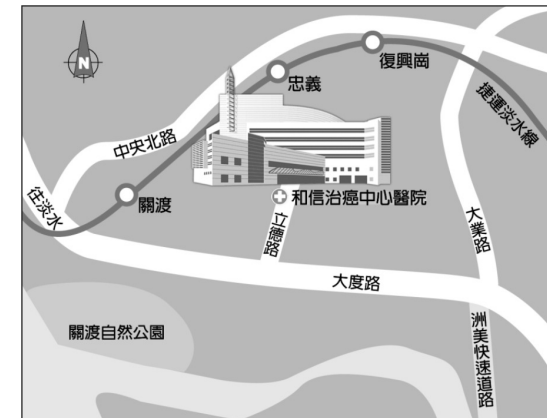 N
復興崗
忠義
捷運淡水線
中央北路
關渡
和信治癌中心醫院
往淡水
立德路
大業路
大度路
關渡自然公園
洲美快速道路